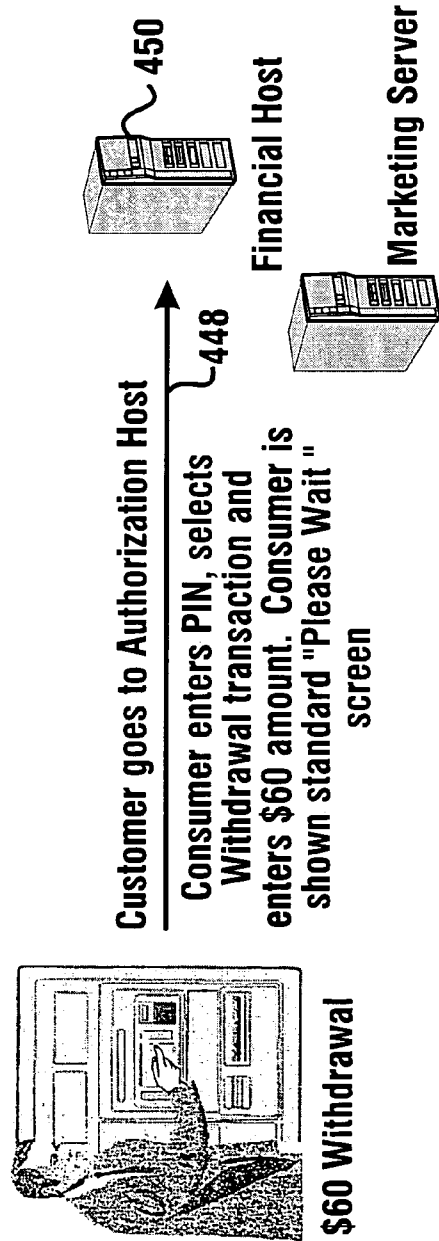 Customer goes to Authorization Host
448
Consumer enters PIN, selects
Withdrawal transaction and
enters $60 amount. Consumer is
shown standard "Please Wait "
screen
$60 Withdrawal
450
Financial Host
Marketing Server